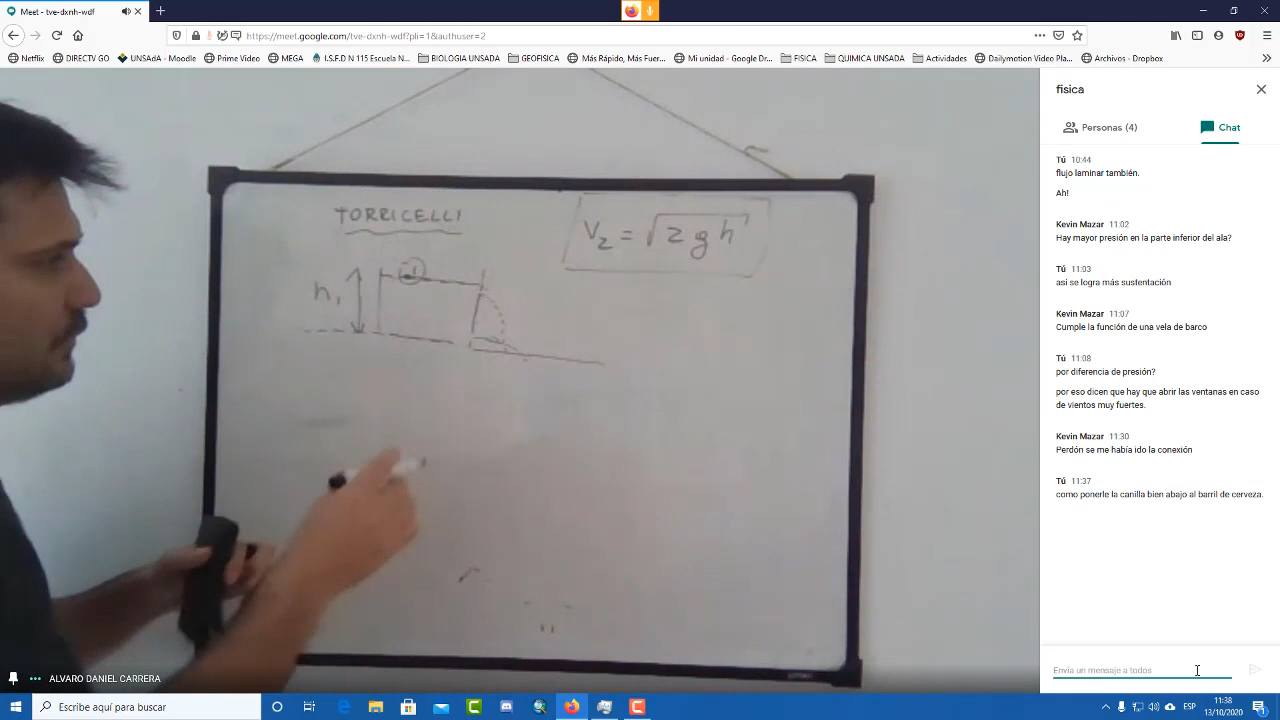 Meet - tve-dxnh-wdf
https://meet.google.com/tve-dxnh-wdf?pli=1&authuser=2
Netflix DIRECTV GO UNSAdA - Moodle Prime Video MEGA I.S.F.D N 115 Escuela N... BIOLOGIA UNSADA GEOFISICA Más Rápido, Más Fuer... FISICA QUIMICA UNSADA Mi unidad - Google Dr... Actividades Dailymotion Video Pla... Archivos - Dropbox
TORRICELLI
V2 = √2gh
1
h1
ALVARO DANIEL CARRERA
fisica
Personas (4) Chat
Tú 10:44
flujo laminar también.
Ah!
Kevin Mazar 11:02
Hay mayor presión en la parte inferior del ala?
Tú 11:03
asi se logra más sustentación
Kevin Mazar 11:07
Cumple la función de una vela de barco
Tú 11:08
por diferencia de presión?
por eso dicen que hay que abrir las ventanas en caso
de vientos muy fuertes.
Kevin Mazar 11:30
Perdón se me había ido la conexión
Tú 11:37
como ponerle la canilla bien abajo al barril de cerveza.
Envía un mensaje a todos
Escribe aquí para buscar
ESP
11:38
13/10/2020